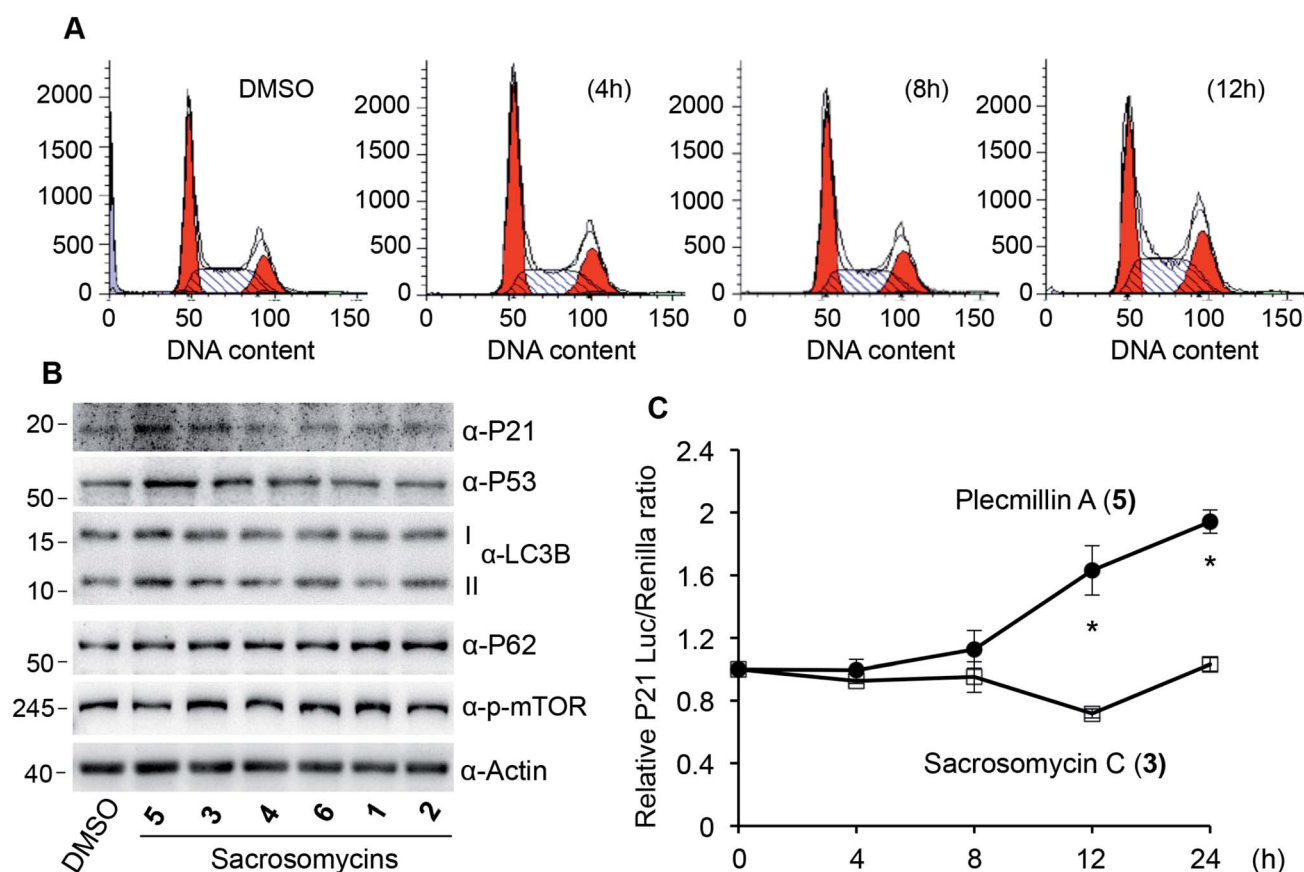 A
DMSO
(4h)
(8h)
(12h)
2000
1500
1000
500
0
0 50 100 150
DNA content
2000
1500
1000
500
0
0 50 100 150
DNA content
2000
1500
1000
500
0
0 50 100 150
DNA content
2000
1500
1000
500
0
0 50 100 150
DNA content
B
20
α-P21
50
α-P53
15
I
α-LC3B
10
II
50
α-P62
245
α-p-mTOR
40
α-Actin
DMSO 5 3 4 6 1 2
Sacrosomycins
C
Relative P21 Luc/Renilla ratio
2.4
2
1.6
1.2
0.8
0.4
0
Plecmillin A (5)
*
*
Sacrosomycin C (3)
0 4 8 12 24 (h)